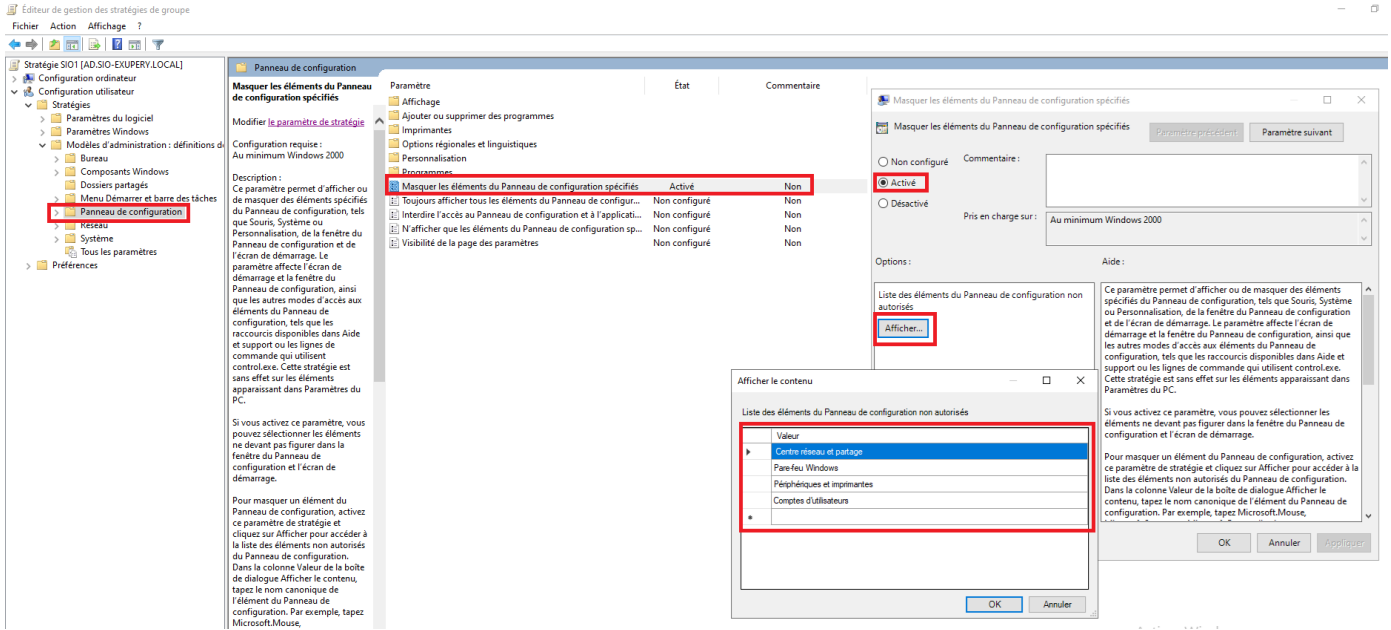 Éditeur de gestion des stratégies de groupe
Fichier Action Affichage ?
Stratégie SIO1 [AD.SIO-EXUPERY.LOCAL]
Configuration ordinateur
Configuration utilisateur
Stratégies
Paramètres du logiciel
Paramètres Windows
Modèles d'administration : définitions d
Bureau
Composants Windows
Dossiers partagés
Menu Démarrer et barre des tâches
Panneau de configuration
Réseau
Système
Tous les paramètres
Préférences
Panneau de configuration
Masquer les éléments du Panneau
de configuration spécifiés
Modifier le paramètre de stratégie
Configuration requise :
Au minimum Windows 2000
Description :
Ce paramètre permet d'afficher ou
de masquer des éléments spécifiés
du Panneau de configuration, tels
que Souris, Système ou
Personnalisation, de la fenêtre du
Panneau de configuration et de
l'écran de démarrage. Le
paramètre affecte l'écran de
démarrage et la fenêtre du
Panneau de configuration, ainsi
que les autres modes d'accès aux
éléments du Panneau de
configuration, tels que les
raccourcis disponibles dans Aide
et support ou les lignes de
commande qui utilisent
control.exe. Cette stratégie est
sans effet sur les éléments
apparaissant dans Paramètres du
PC.
Si vous activez ce paramètre, vous
pouvez sélectionner les éléments
ne devant pas figurer dans la
fenêtre du Panneau de
configuration et l'écran de
démarrage.
Pour masquer un élément du
Panneau de configuration, activez
ce paramètre de stratégie et
cliquez sur Afficher pour accéder à
la liste des éléments non autorisés
du Panneau de configuration.
Dans la colonne Valeur de la boîte
de dialogue Afficher le contenu,
tapez le nom canonique de
l'élément du Panneau de
configuration. Par exemple, tapez
Microsoft.Mouse,
Paramètre État Commentaire
Affichage
Ajouter ou supprimer des programmes
Imprimantes
Options régionales et linguistiques
Personnalisation
Programmes
Masquer les éléments du Panneau de configuration spécifiés Activé Non
Toujours afficher tous les éléments du Panneau de configur... Non configuré Non
Interdire l'accès au Panneau de configuration et à l'applicati... Non configuré Non
N'afficher que les éléments du Panneau de configuration sp... Non configuré Non
Visibilité de la page des paramètres Non configuré Non
Masquer les éléments du Panneau de configuration spécifiés
Masquer les éléments du Panneau de configuration spécifiés
Paramètre précédent Paramètre suivant
Non configuré Commentaire :
Activé
Désactivé
Pris en charge sur : Au minimum Windows 2000
Options : Aide :
Liste des éléments du Panneau de configuration non
autorisés
Afficher...
Ce paramètre permet d'afficher ou de masquer des éléments
spécifiés du Panneau de configuration, tels que Souris, Système
ou Personnalisation, de la fenêtre du Panneau de configuration
et de l'écran de démarrage. Le paramètre affecte l'écran de
démarrage et la fenêtre du Panneau de configuration, ainsi que
les autres modes d'accès aux éléments du Panneau de
configuration, tels que les raccourcis disponibles dans Aide et
support ou les lignes de commande qui utilisent control.exe.
Cette stratégie est sans effet sur les éléments apparaissant dans
Paramètres du PC.
Si vous activez ce paramètre, vous pouvez sélectionner les
éléments ne devant pas figurer dans la fenêtre du Panneau de
configuration et l'écran de démarrage.
Pour masquer un élément du Panneau de configuration, activez
ce paramètre de stratégie et cliquez sur Afficher pour accéder à la
liste des éléments non autorisés du Panneau de configuration.
Dans la colonne Valeur de la boîte de dialogue Afficher le
contenu, tapez le nom canonique de l'élément du Panneau de
configuration. Par exemple, tapez Microsoft.Mouse,
OK Annuler Appliquer
Afficher le contenu
Liste des éléments du Panneau de configuration non autorisés
Valeur
Centre réseau et partage
Pare-feu Windows
Périphériques et imprimantes
Comptes d'utilisateurs
OK Annuler